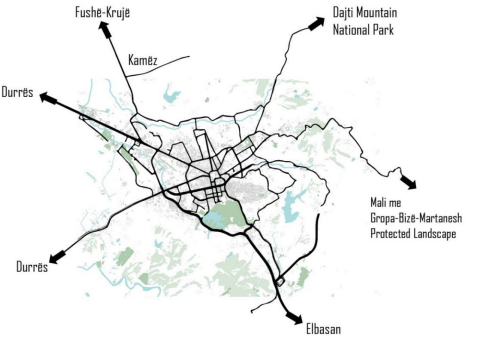 Fushë-Krujë
Dajti Mountain
National Park
Kamëz
Durrës
Mali me
Gropa-Bizë-Martanesh
Protected Landscape
Durrës
Elbasan